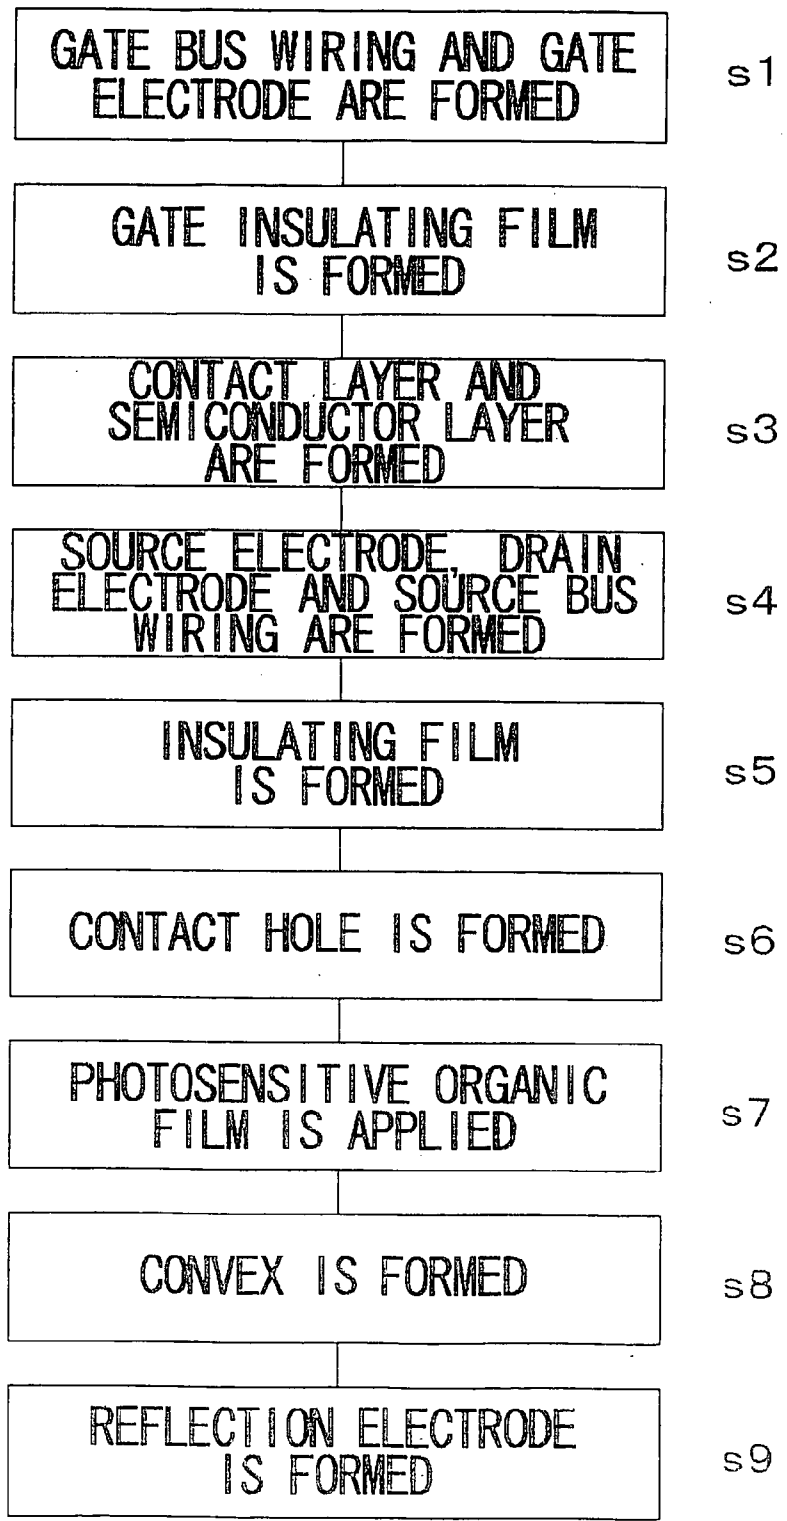 GATE BUS WIRING AND GATE
ELECTRODE ARE FORMED
s1
GATE INSULATING FILM
IS FORMED
s2
CONTACT LAYER AND
SEMICONDUCTOR LAYER
ARE FORMED
s3
SOURCE ELECTRODE, DRAIN
ELECTRODE AND SOURCE BUS
WIRING ARE FORMED
s4
INSULATING FILM
IS FORMED
s5
CONTACT HOLE IS FORMED
s6
PHOTOSENSITIVE ORGANIC
FILM IS APPLIED
s7
CONVEX IS FORMED
s8
REFLECTION ELECTRODE
IS FORMED
s9